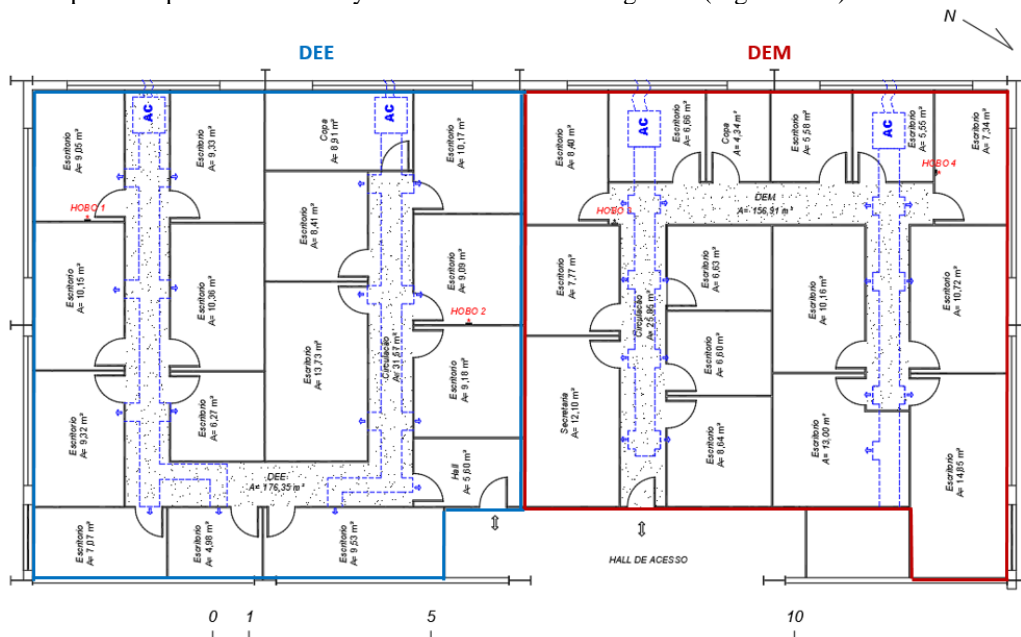 N
DEE
DEM
AC
AC
AC
AC
Escritorio
A= 9,05 m²
Escritorio
A= 9,33 m²
Copa
A= 8,91 m²
Escritorio
A= 10,17 m²
Escritorio
A= 8,40 m²
Escritorio
A= 6,66 m²
Copa
A= 4,34 m²
Escritorio
A= 5,58 m²
Escritorio
A= 5,55 m²
Escritorio
A= 7,34 m²
HOBO 1
HOBO 4
DEM
A= 156,91 m²
Escritorio
A= 8,41 m²
Escritorio
A= 10,15 m²
Escritorio
A= 10,36 m²
Escritorio
A= 9,09 m²
Escritorio
A= 7,77 m²
Circulacao
A= 25,86 m²
Escritorio
A= 6,63 m²
Escritorio
A= 10,16 m²
Escritorio
A= 10,72 m²
HOBO 2
Escritorio
A= 13,73 m²
Circulacao
A= 31,67 m²
Escritorio
A= 9,18 m²
Escritorio
A= 6,60 m²
Escritorio
A= 9,32 m²
Escritorio
A= 6,27 m²
Secretaria
A= 12,10 m²
Escritorio
A= 8,64 m²
Escritorio
A= 13,00 m²
Escritorio
A= 14,85 m²
Hall
A= 5,60 m²
DEE
A= 176,35 m²
Escritorio
A= 7,07 m²
Escritorio
A= 4,98 m²
Escritorio
A= 9,53 m²
HALL DE ACESSO
0 1 5 10